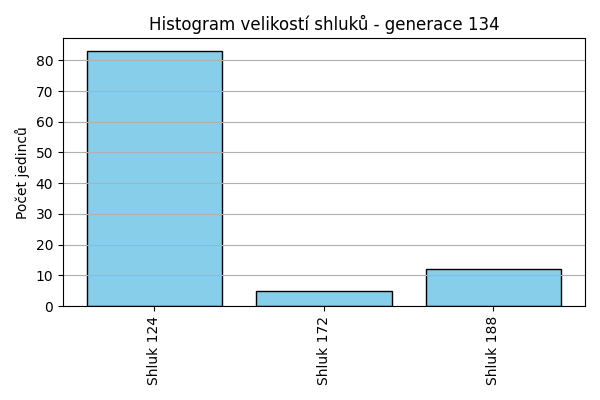 Histogram velikostí shluků - generace 134
Počet jedinců
80
70
60
50
40
30
20
10
0
Shluk 124
Shluk 172
Shluk 188